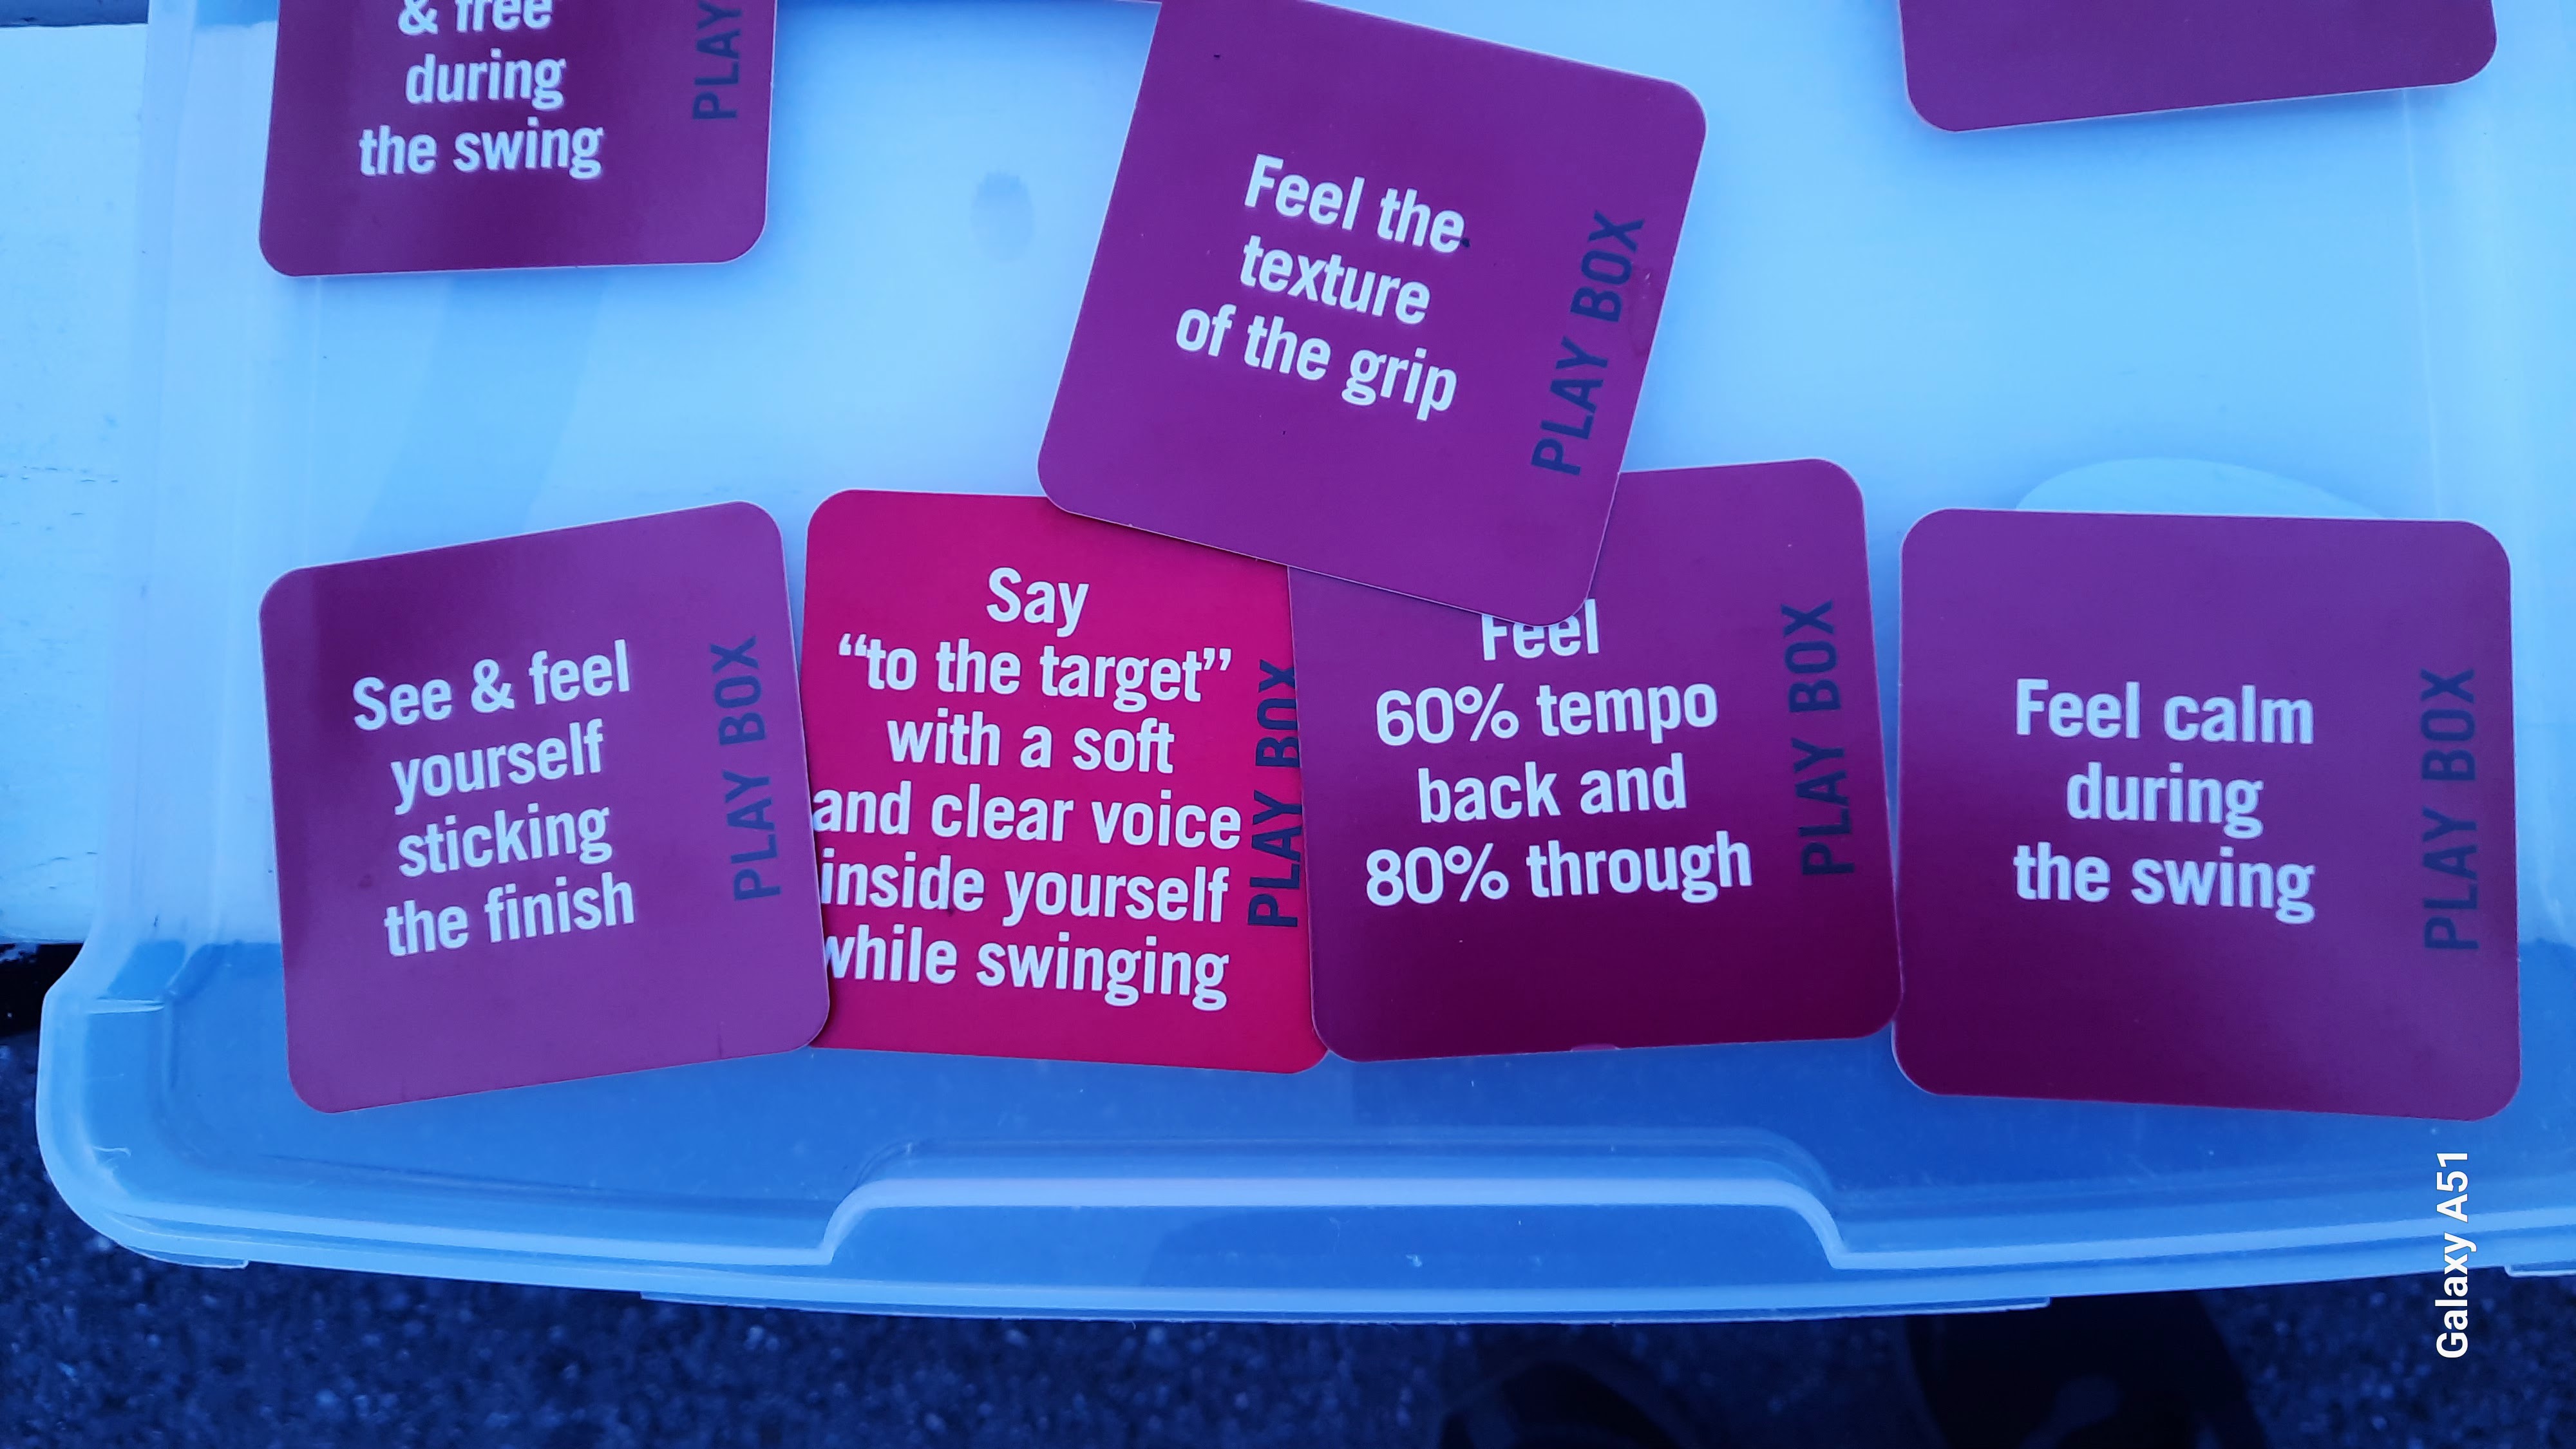 & free
during
the swing
PLAY
Feel the
texture
of the grip
PLAY BOX
See & feel
yourself
sticking
the finish
PLAY BOX
Say
“to the target”
with a soft
and clear voice
inside yourself
while swinging
PLAY BOX
Feel
60% tempo
back and
80% through
PLAY BOX
Feel calm
during
the swing
PLAY BOX
Galaxy A51